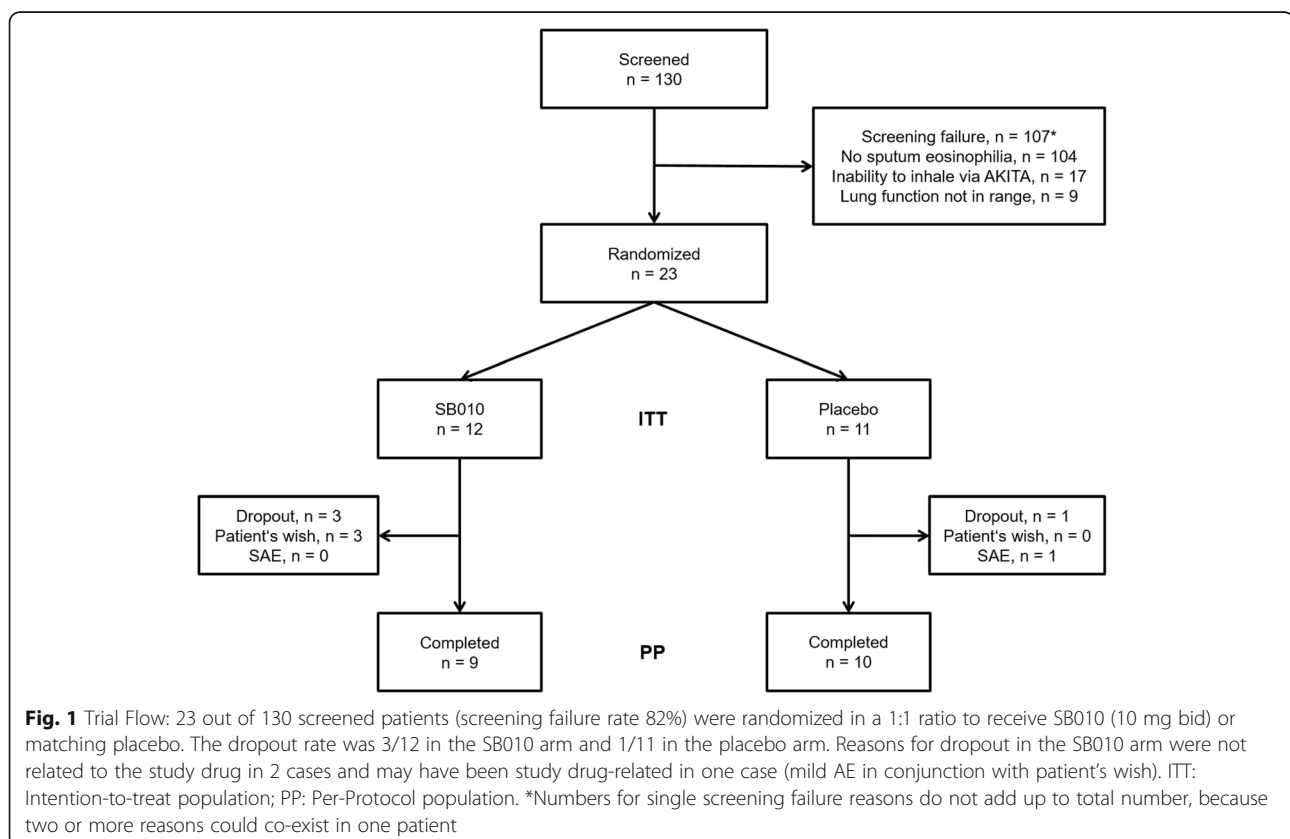 Screened
n = 130
Screening failure, n = 107*
No sputum eosinophilia, n = 104
Inability to inhale via AKITA, n = 17
Lung function not in range, n = 9
Randomized
n = 23
SB010
n = 12
ITT
Placebo
n = 11
Dropout, n = 3
Patient‘s wish, n = 3
SAE, n = 0
Dropout, n = 1
Patient‘s wish, n = 0
SAE, n = 1
Completed
n = 9
PP
Completed
n = 10
Fig. 1 Trial Flow: 23 out of 130 screened patients (screening failure rate 82%) were randomized in a 1:1 ratio to receive SB010 (10 mg bid) or
matching placebo. The dropout rate was 3/12 in the SB010 arm and 1/11 in the placebo arm. Reasons for dropout in the SB010 arm were not
related to the study drug in 2 cases and may have been study drug-related in one case (mild AE in conjunction with patient’s wish). ITT:
Intention-to-treat population; PP: Per-Protocol population. *Numbers for single screening failure reasons do not add up to total number, because
two or more reasons could co-exist in one patient